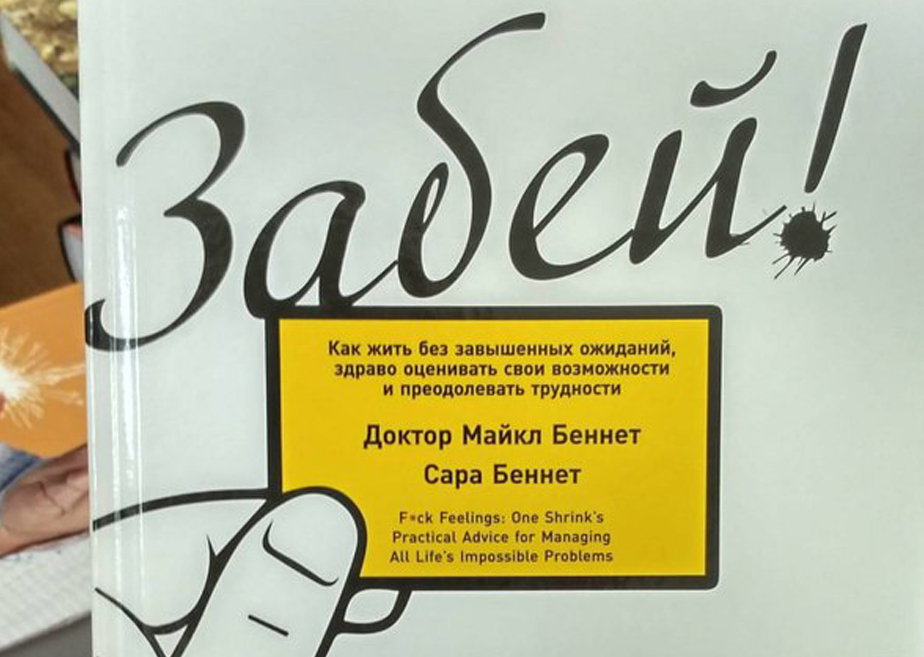 Забей!
Как жить без завышенных ожиданий,
здраво оценивать свои возможности
и преодолевать трудности
Доктор Майкл Беннет
Сара Беннет
F*ck Feelings: One Shrink's
Practical Advice for Managing
All Life's Impossible Problems